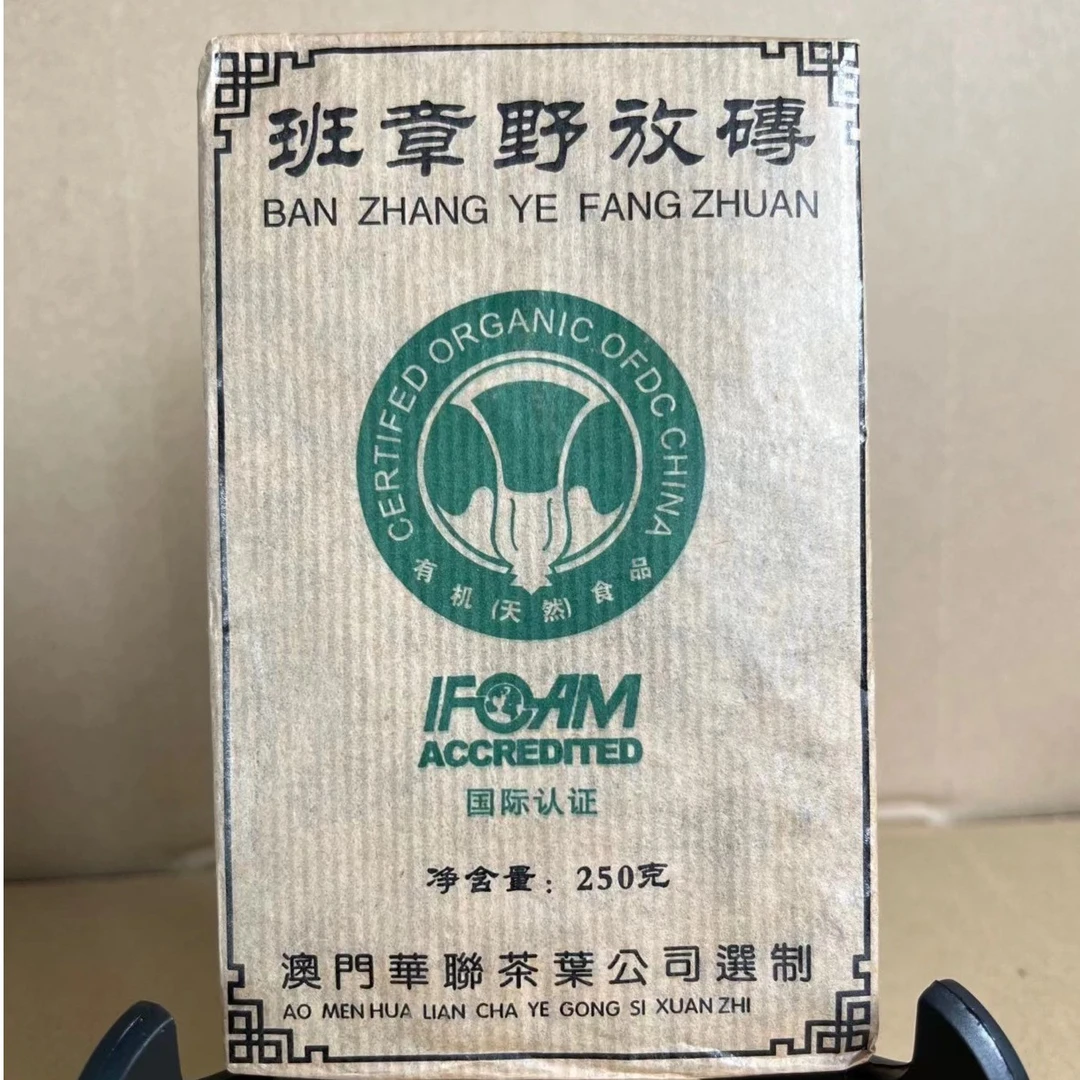 班章野放磚
BAN ZHANG YE FANG ZHUAN
CERTIFED ORGANIC.OFDC CHINA
有机(天然)食品
IFOAM
ACCREDITED
国际认证
净含量：250克
澳門華聯茶葉公司選制
AO MEN HUA LIAN CHA YE GONG SI XUAN ZHI